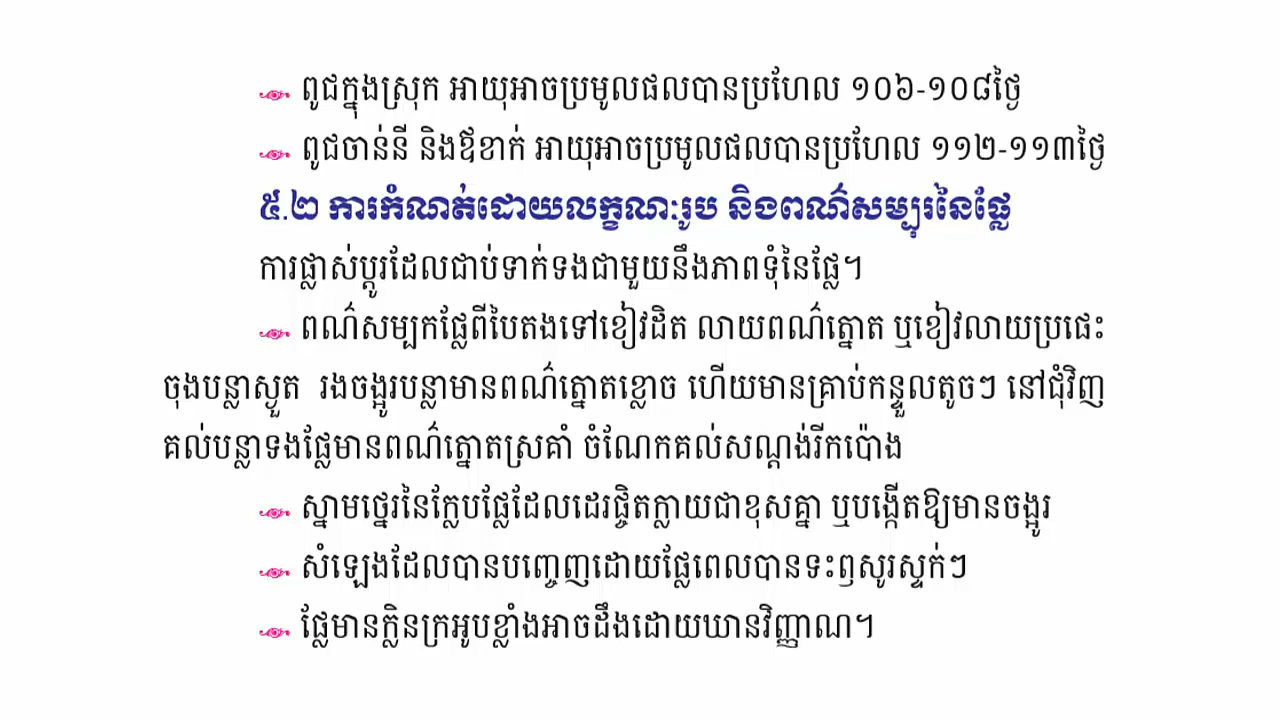 ពូជក្នុងស្រុក អាយុអាចប្រមូលផលបានប្រហែល ១០៦-១០៨ថ្ងៃ
ពូជចាន់នី និងឪខាក់ អាយុអាចប្រមូលផលបានប្រហែល ១១២-១១៣ថ្ងៃ
៥.២ ការកំណត់ដោយលក្ខណៈរូប និងពណ៌សម្បុរនៃផ្លែ
ការផ្លាស់ប្តូរដែលជាប់ទាក់ទងជាមួយនឹងភាពទុំនៃផ្លែ។
ពណ៌សម្បកផ្លែពីបៃតងទៅខៀវដិត លាយពណ៌ត្នោត ឬខៀវលាយប្រផេះ
ចុងបន្លាស្ងួត រងចង្អូរបន្លាមានពណ៌ត្នោតខ្លោច ហើយមានគ្រាប់កន្ទួលតូចៗ នៅជុំវិញ
គល់បន្លាទងផ្លែមានពណ៌ត្នោតស្រគាំ ចំណែកគល់សណ្តង់រីកប៉ោង
ស្នាមថ្នេរនៃក្លែបផ្លែដែលដេរផ្ចិតក្លាយជាខុសគ្នា ឬបង្កើតឱ្យមានចង្អូរ
សំឡេងដែលបានបញ្ចេញដោយផ្លែពេលបានទះឮសូរស្ទក់ៗ
ផ្លែមានក្លិនក្រអូបខ្លាំងអាចដឹងដោយឃានវិញ្ញាណ។